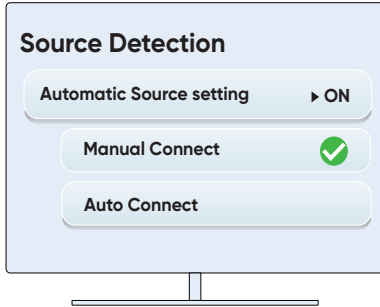 Source Detection
Automatic Source setting ▸ ON
Manual Connect
Auto Connect